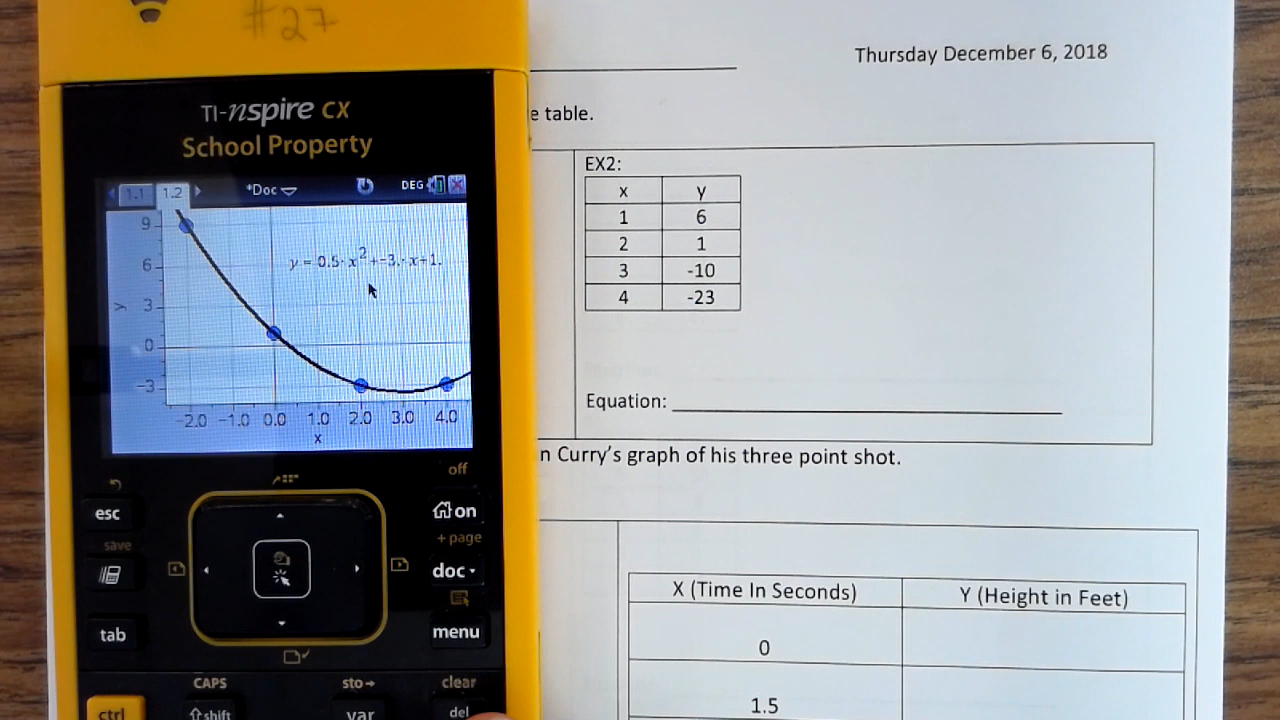 #27
Thursday December 6, 2018
e table.
TI-nspire CX
School Property
1.1 1.2 *Doc DEG
y = 0.5·x²+-3.·x+1.
y
9
6
3
0
-3
-2.0 -1.0 0.0 1.0 2.0 3.0 4.0
x
EX2:
x y
1 6
2 1
3 -10
4 -23
Equation:
n Curry's graph of his three point shot.
X (Time In Seconds) Y (Height in Feet)
0
1.5
off
esc
on
save
+ page
doc
tab
menu
CAPS sto→ clear
ctrl shift var del